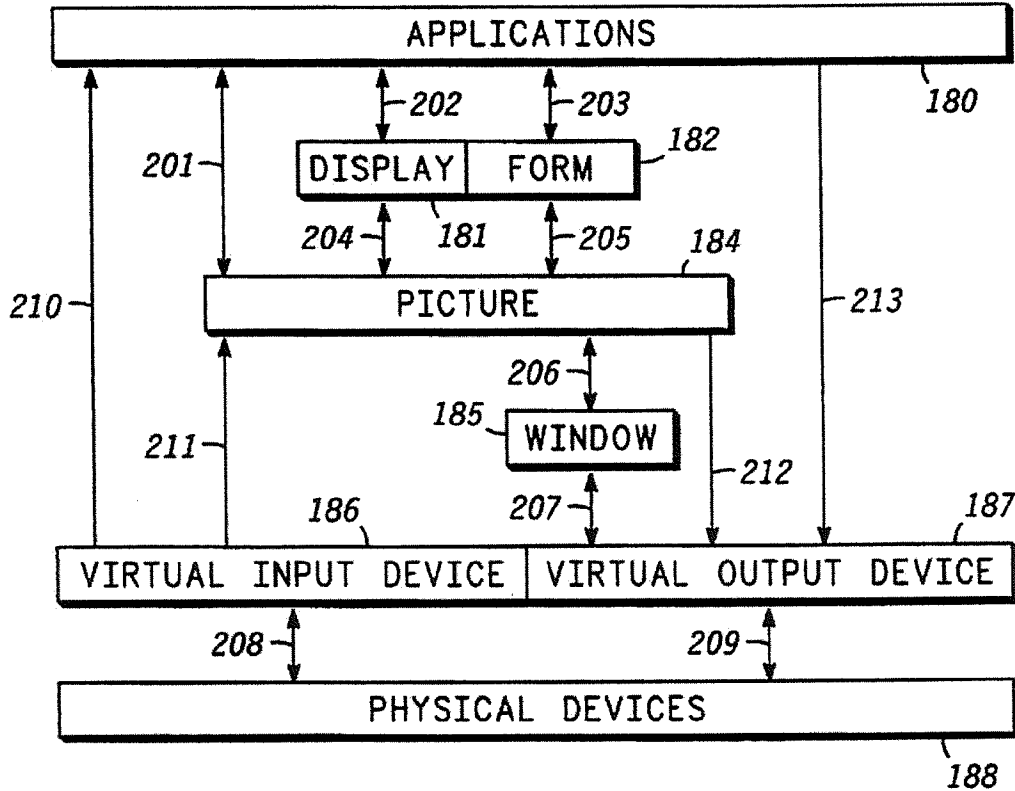 APPLICATIONS
180
202
203
201
DISPLAY
FORM
182
204
181
205
184
210
PICTURE
213
206
185
WINDOW
211
212
207
186
187
VIRTUAL INPUT DEVICE
VIRTUAL OUTPUT DEVICE
208
209
PHYSICAL DEVICES
188